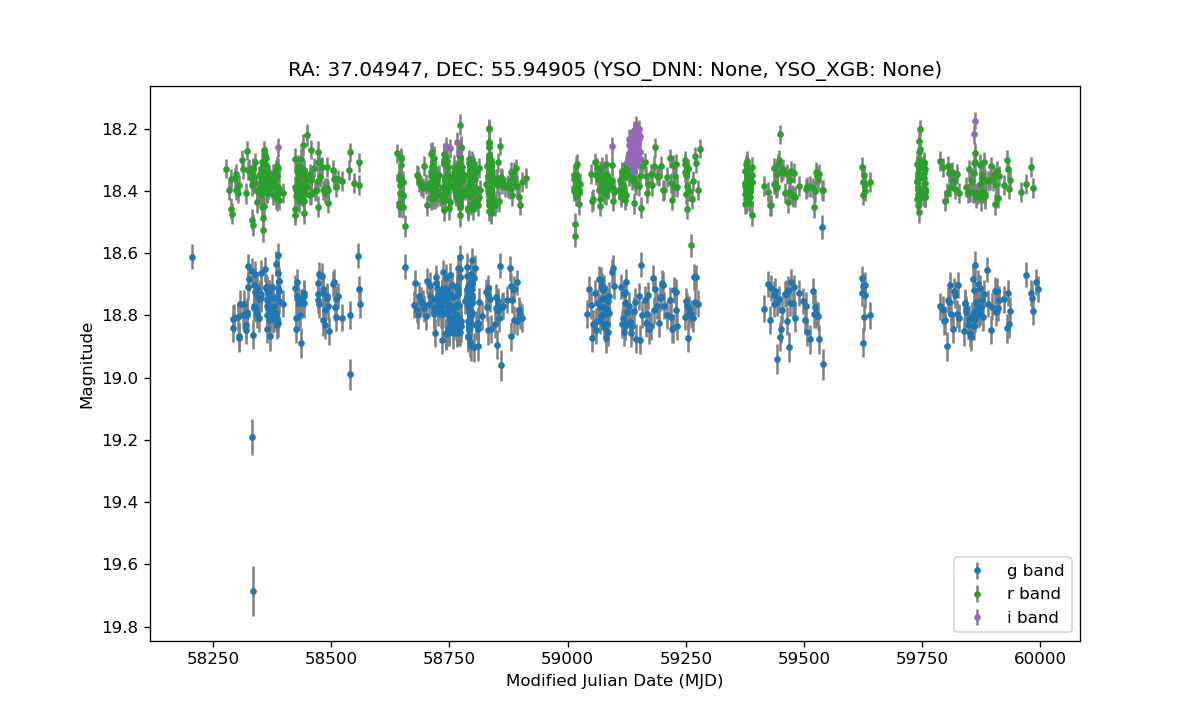 RA: 37.04947, DEC: 55.94905 (YSO_DNN: None, YSO_XGB: None)
Magnitude
18.2
18.4
18.6
18.8
19.0
19.2
19.4
19.6
19.8
g band
r band
i band
58250 58500 58750 59000 59250 59500 59750 60000
Modified Julian Date (MJD)